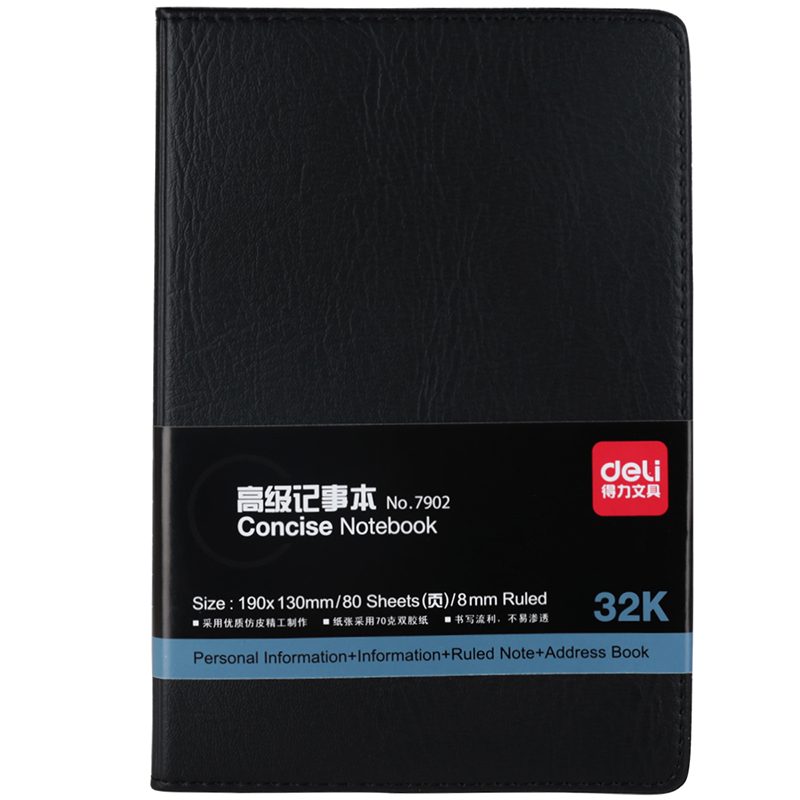 deli
得力文具
高级记事本 No.7902
Concise Notebook
Size : 190x130mm/80 Sheets(页)/8mm Ruled
32K
■ 采用优质仿皮精工制作 ■ 纸张采用70克双胶纸 ■ 书写流利，不易渗透
Personal Information+Information+Ruled Note+Address Book